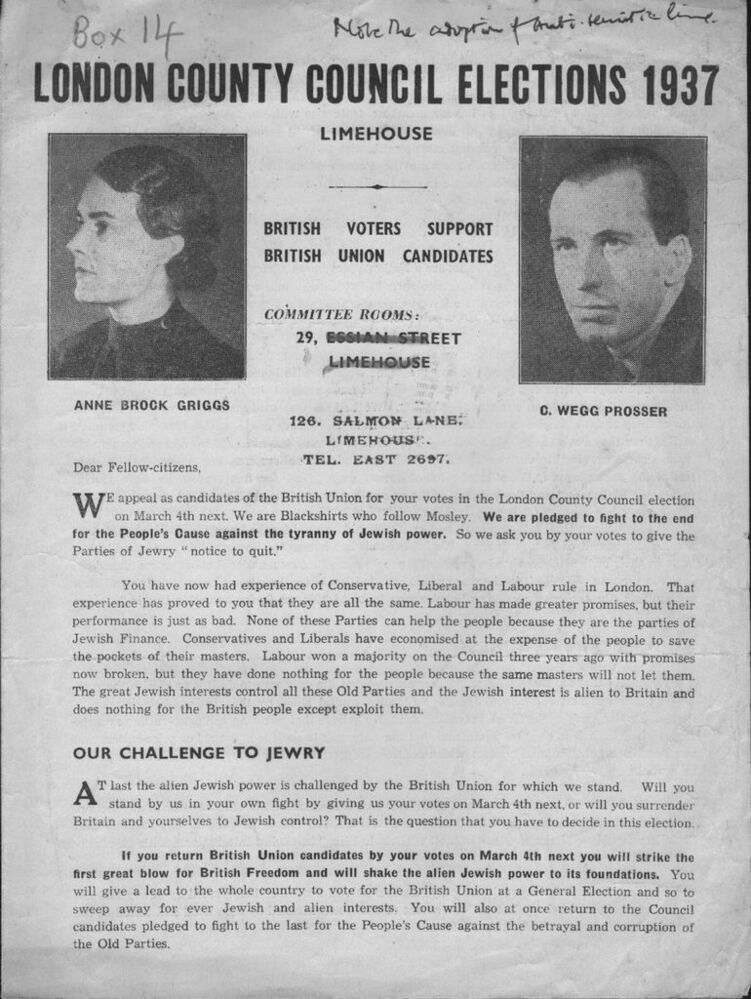 Box 14
Note the adoption of anti-semitic line.
LONDON COUNTY COUNCIL ELECTIONS 1937
LIMEHOUSE
BRITISH VOTERS SUPPORT
BRITISH UNION CANDIDATES
COMMITTEE ROOMS:
29, ESSIAN STREET
LIMEHOUSE
ANNE BROCK GRIGGS
C. WEGG PROSSER
126. SALMON LANE.
LIMEHOUSE.
TEL. EAST 2697.
Dear Fellow-citizens,
WE appeal as candidates of the British Union for your votes in the London County Council election
on March 4th next. We are Blackshirts who follow Mosley. We are pledged to fight to the end
for the People's Cause against the tyranny of Jewish power. So we ask you by your votes to give the
Parties of Jewry "notice to quit."
You have now had experience of Conservative, Liberal and Labour rule in London. That
experience has proved to you that they are all the same. Labour has made greater promises, but their
performance is just as bad. None of these Parties can help the people because they are the parties of
Jewish Finance. Conservatives and Liberals have economised at the expense of the people to save
the pockets of their masters. Labour won a majority on the Council three years ago with promises
now broken, but they have done nothing for the people because the same masters will not let them.
The great Jewish interests control all these Old Parties and the Jewish interest is alien to Britain and
does nothing for the British people except exploit them.
OUR CHALLENGE TO JEWRY
AT last the alien Jewish power is challenged by the British Union for which we stand. Will you
stand by us in your own fight by giving us your votes on March 4th next, or will you surrender
Britain and yourselves to Jewish control? That is the question that you have to decide in this election.
If you return British Union candidates by your votes on March 4th next you will strike the
first great blow for British Freedom and will shake the alien Jewish power to its foundations. You
will give a lead to the whole country to vote for the British Union at a General Election and so to
sweep away for ever Jewish and alien interests. You will also at once return to the Council
candidates pledged to fight to the last for the People's Cause against the betrayal and corruption of
the Old Parties.